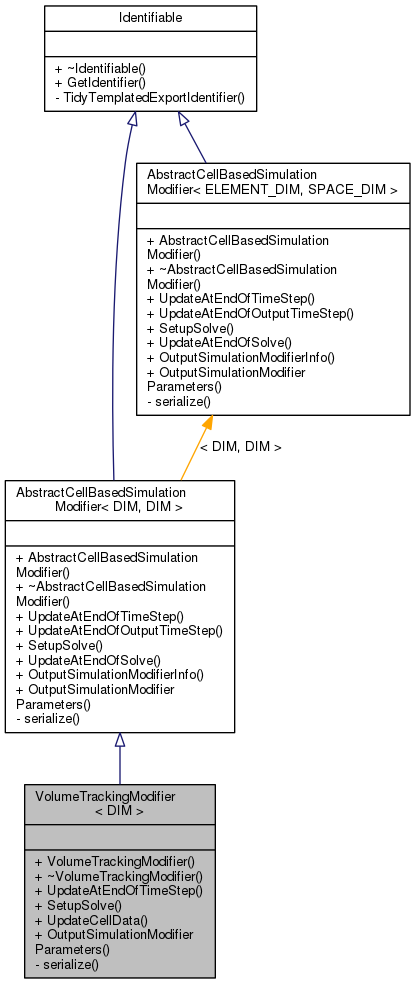 Identifiable
+ ~Identifiable()
+ GetIdentifier()
- TidyTemplatedExportIdentifier()
AbstractCellBasedSimulation
Modifier< ELEMENT_DIM, SPACE_DIM >
+ AbstractCellBasedSimulation
Modifier()
+ ~AbstractCellBasedSimulation
Modifier()
+ UpdateAtEndOfTimeStep()
+ UpdateAtEndOfOutputTimeStep()
+ SetupSolve()
+ UpdateAtEndOfSolve()
+ OutputSimulationModifierInfo()
+ OutputSimulationModifier
Parameters()
- serialize()
< DIM, DIM >
AbstractCellBasedSimulation
Modifier< DIM, DIM >
+ AbstractCellBasedSimulation
Modifier()
+ ~AbstractCellBasedSimulation
Modifier()
+ UpdateAtEndOfTimeStep()
+ UpdateAtEndOfOutputTimeStep()
+ SetupSolve()
+ UpdateAtEndOfSolve()
+ OutputSimulationModifierInfo()
+ OutputSimulationModifier
Parameters()
- serialize()
VolumeTrackingModifier
< DIM >
+ VolumeTrackingModifier()
+ ~VolumeTrackingModifier()
+ UpdateAtEndOfTimeStep()
+ SetupSolve()
+ UpdateCellData()
+ OutputSimulationModifier
Parameters()
- serialize()